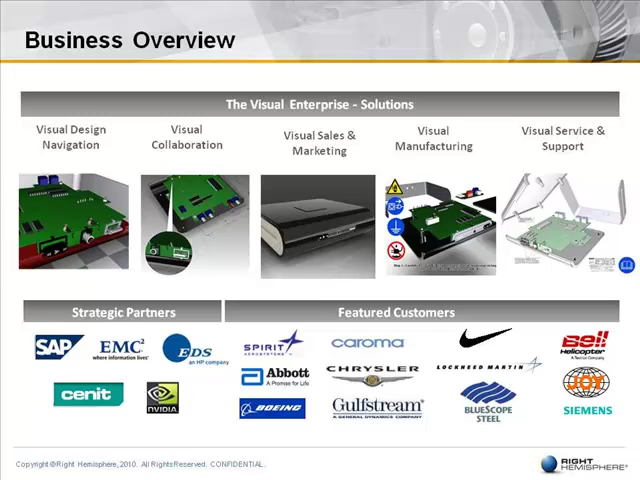 Business Overview
The Visual Enterprise - Solutions
Visual Design
Navigation
Visual
Collaboration
Visual Sales &
Marketing
Visual
Manufacturing
Visual Service &
Support
Strategic Partners
Featured Customers
SAP
EMC²
where information lives®
EDS
an HP company
cenit
NVIDIA
SPIRIT
AEROSYSTEMS
caroma
Bell
Helicopter
A Textron Company
Abbott
A Promise for Life
CHRYSLER
LOCKHEED MARTIN
JOY
BOEING
Gulfstream®
A GENERAL DYNAMICS COMPANY
BLUESCOPE
STEEL
SIEMENS
Copyright © Right Hemisphere, 2010. All Rights Reserved. CONFIDENTIAL.
RIGHT
HEMISPHERE®